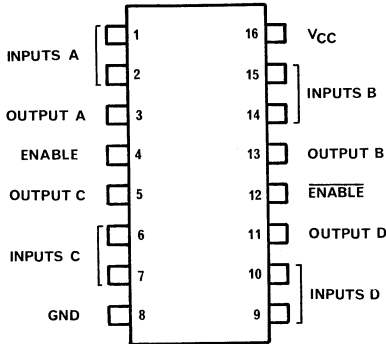 INPUTS A
1
2
OUTPUT A 3
ENABLE 4
OUTPUT C 5
INPUTS C
6
7
GND 8
16 VCC
15
14
INPUTS B
13 OUTPUT B
12 ENABLE
11 OUTPUT D
10
9
INPUTS D